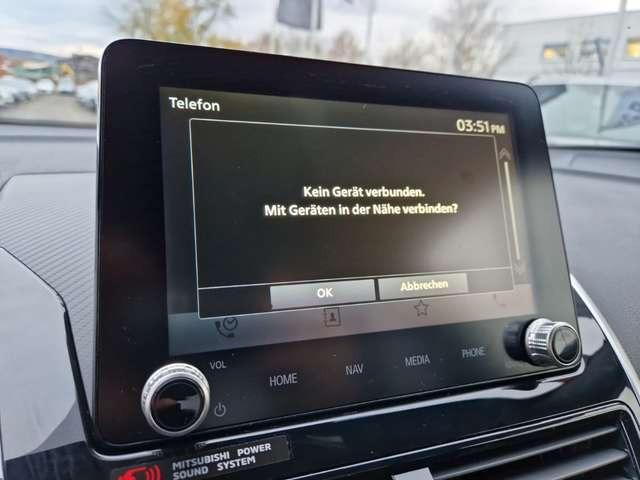 Telefon
03:51 PM
Kein Gerät verbunden.
Mit Geräten in der Nähe verbinden?
OK
Abbrechen
VOL
HOME
NAV
MEDIA
PHONE
MITSUBISHI POWER
SOUND SYSTEM